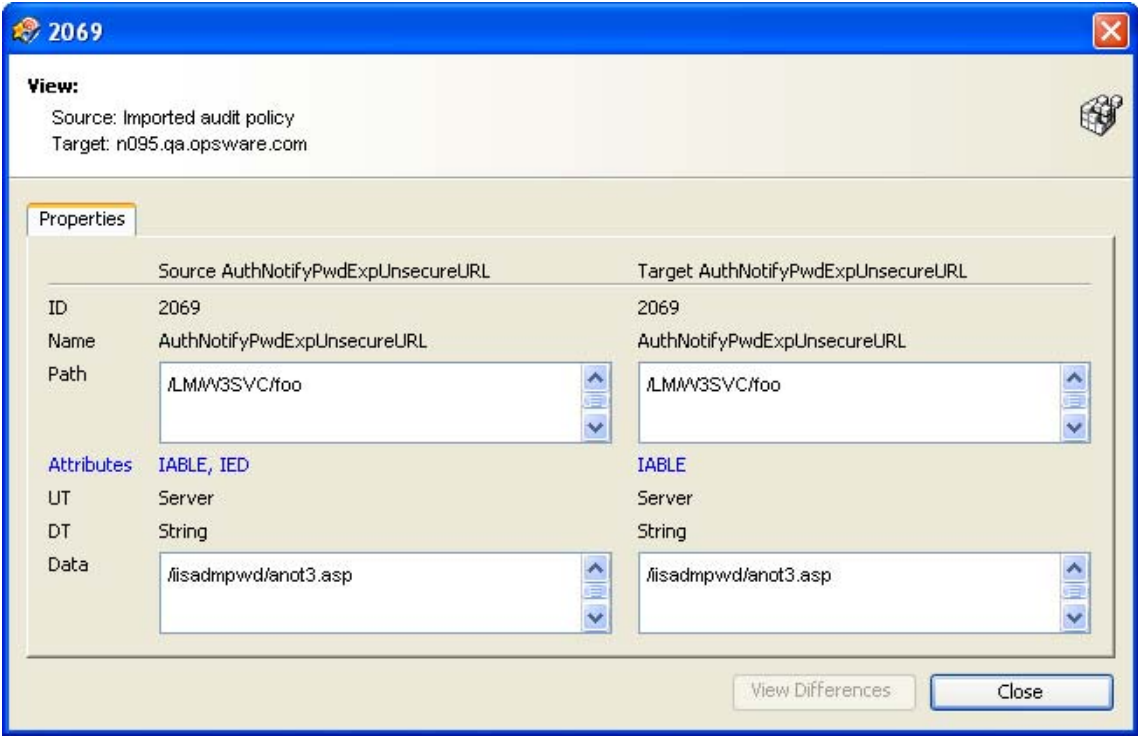 2069
View:
Source: Imported audit policy
Target: n095.qa.opsware.com
Properties
Source AuthNotifyPwdExpUnsecureURL Target AuthNotifyPwdExpUnsecureURL
ID 2069 2069
Name AuthNotifyPwdExpUnsecureURL AuthNotifyPwdExpUnsecureURL
Path /LM/W3SVC/foo /LM/W3SVC/foo
Attributes IABLE, IED IABLE
UT Server Server
DT String String
Data /iisadmpwd/anot3.asp /iisadmpwd/anot3.asp
View Differences Close